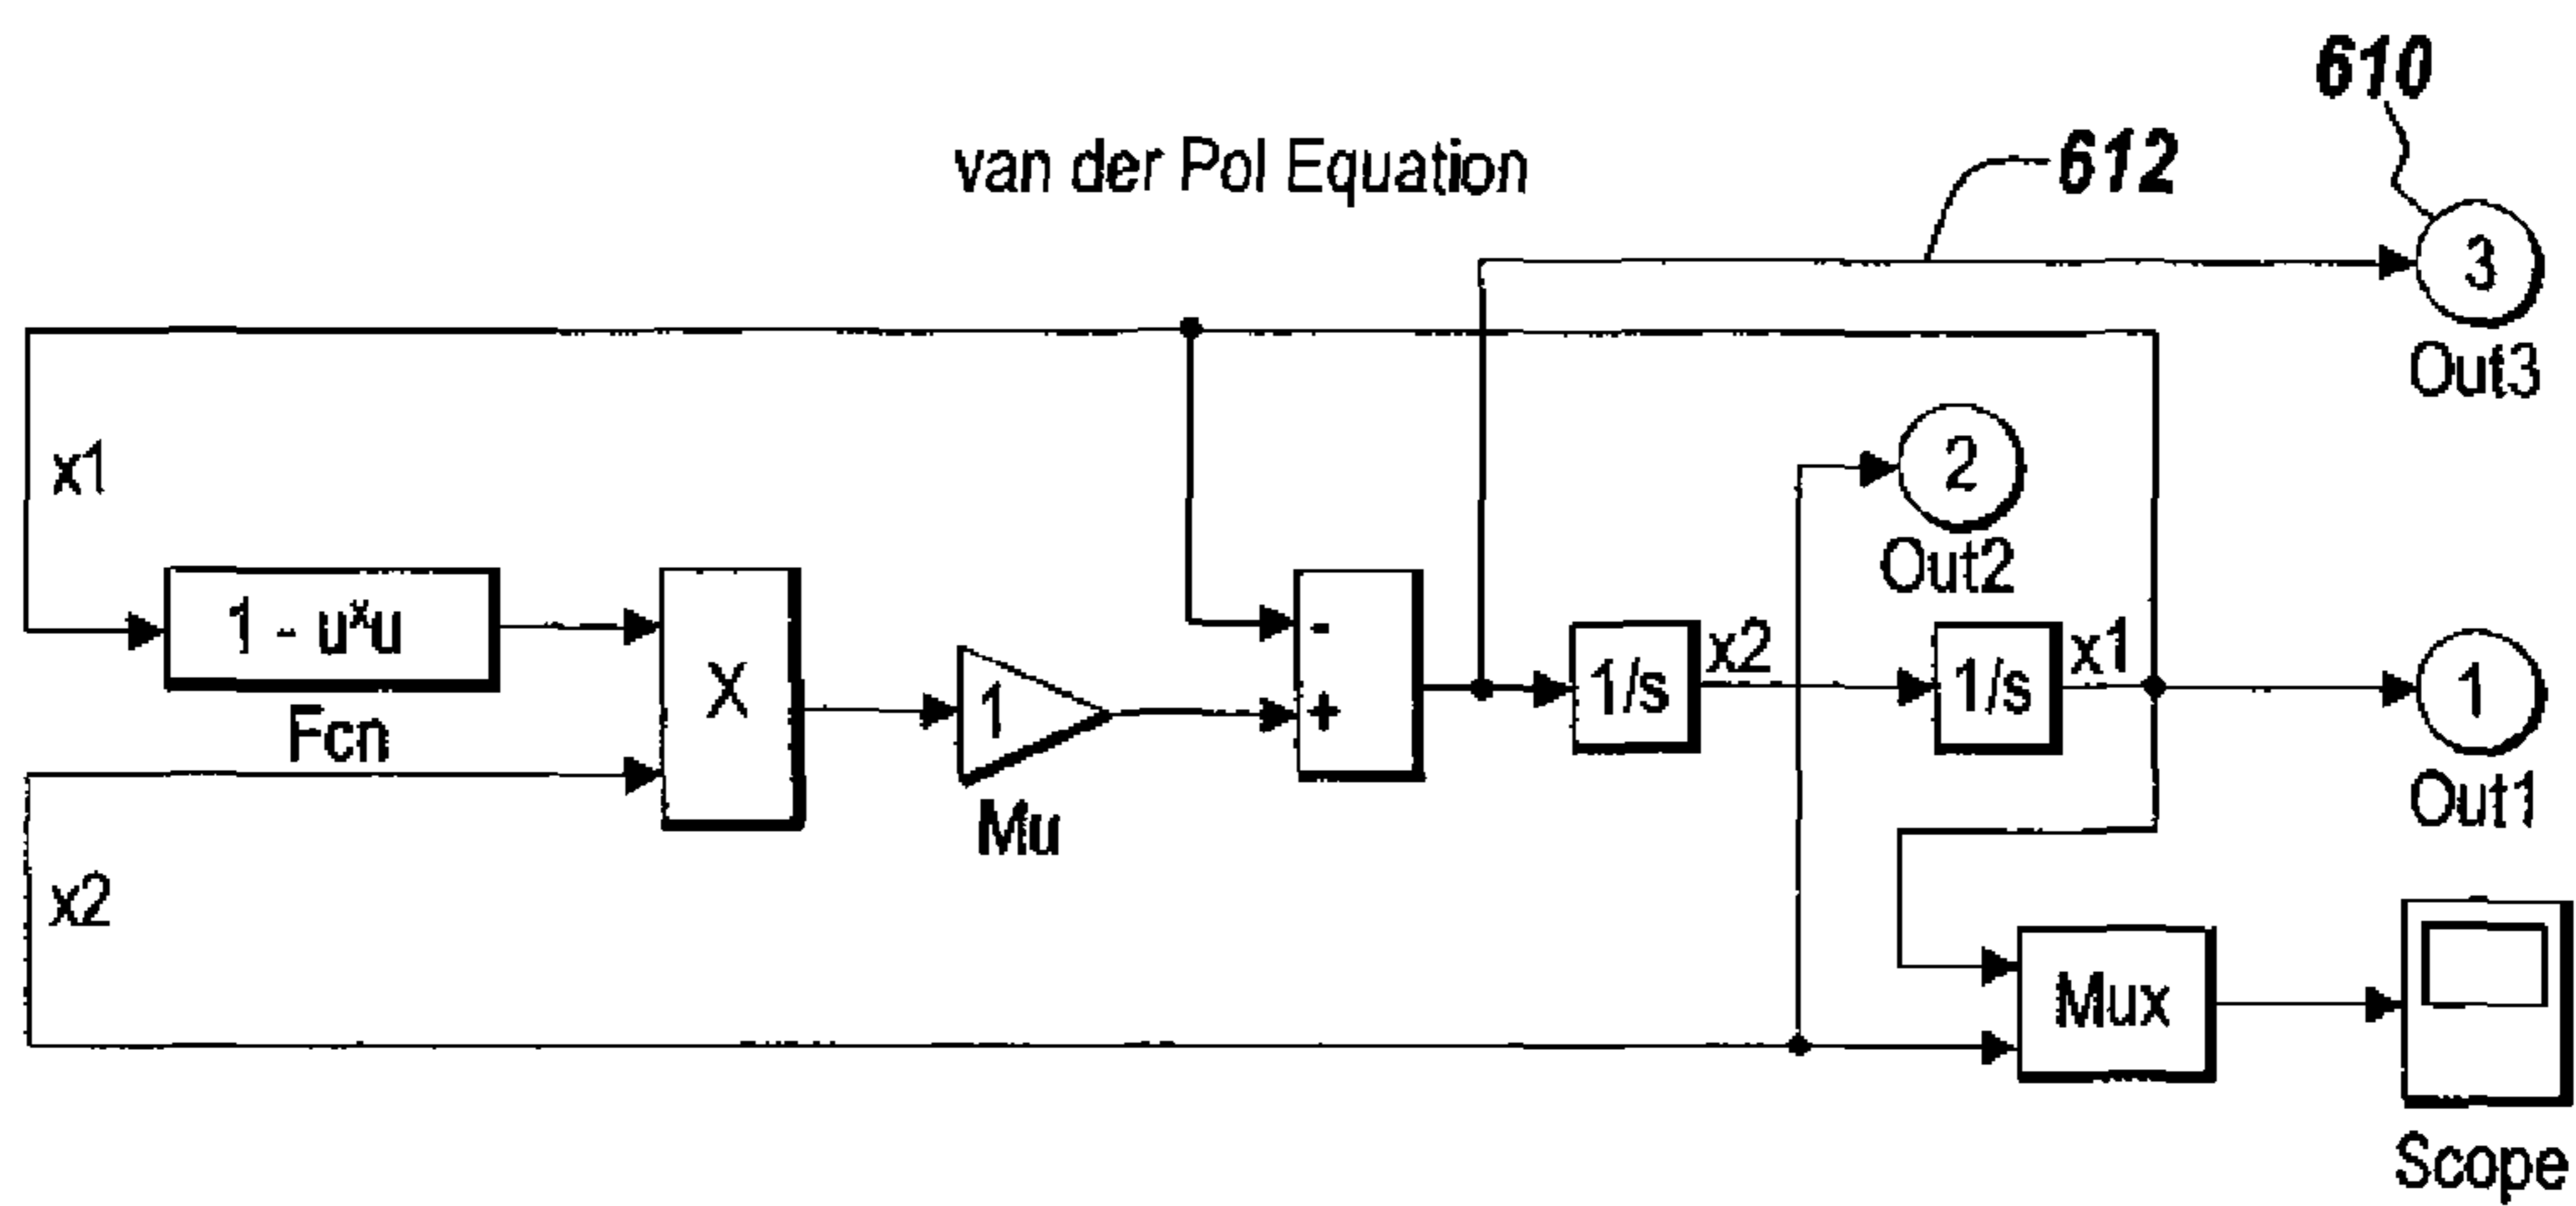 610
van der Pol Equation
612
3
Out3
x1
2
Out2
1 - u*u
Fcn
X
1
Mu
-
+
1/s
x2
1/s
x1
1
Out1
x2
Mux
Scope